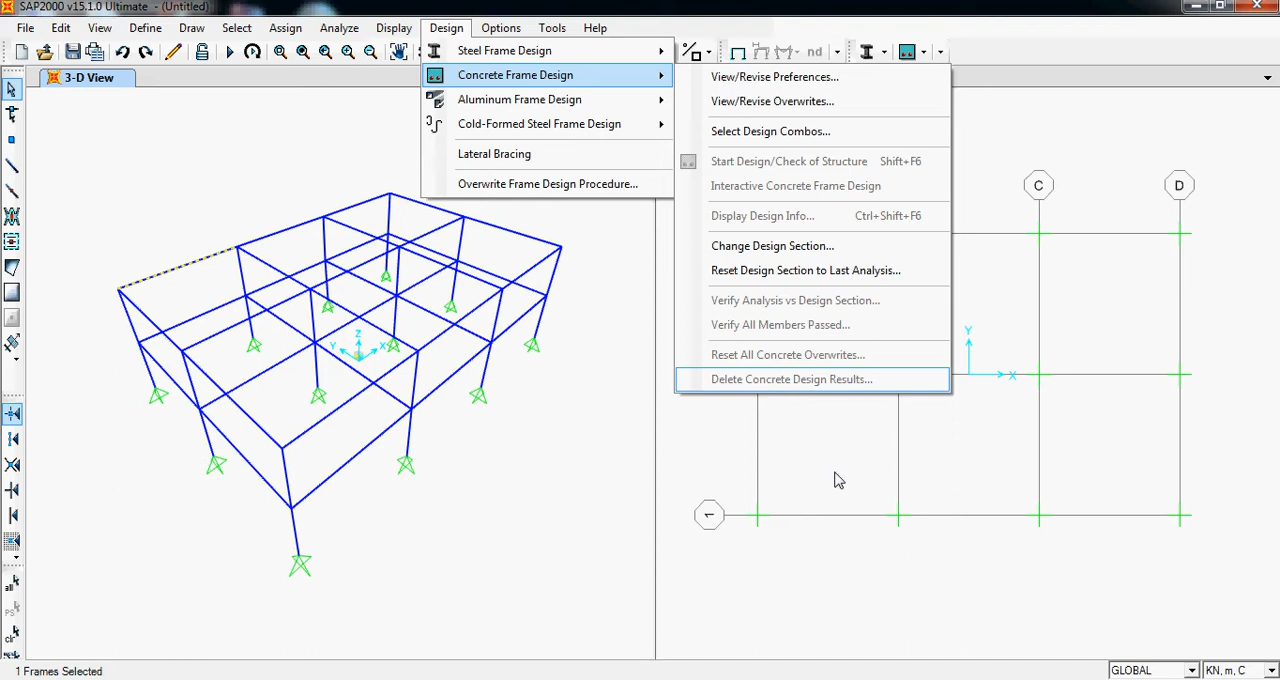 SAP2000 v15.1.0 Ultimate - (Untitled)
File Edit View Define Draw Select Assign Analyze Display Design Options Tools Help
nd
3-D View
Steel Frame Design
Concrete Frame Design
Aluminum Frame Design
Cold-Formed Steel Frame Design
Lateral Bracing
Overwrite Frame Design Procedure...
View/Revise Preferences...
View/Revise Overwrites...
Select Design Combos...
Start Design/Check of Structure Shift+F6
Interactive Concrete Frame Design
Display Design Info... Ctrl+Shift+F6
Change Design Section...
Reset Design Section to Last Analysis...
Verify Analysis vs Design Section...
Verify All Members Passed...
Reset All Concrete Overwrites...
Delete Concrete Design Results...
C D
Z
Y X
Y
X
1
all
PS
clr
1 Frames Selected
GLOBAL
KN, m, C